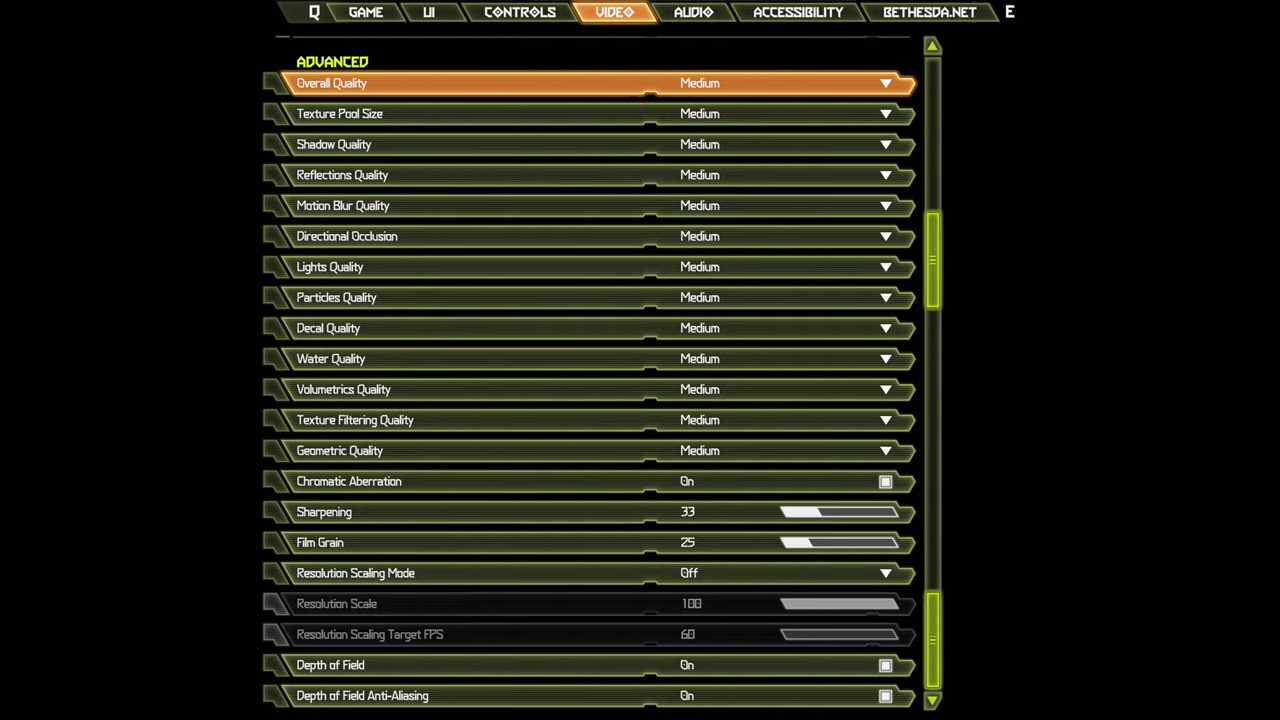 Q GAME UI CONTROLS VIDEO AUDIO ACCESSIBILITY BETHESDA.NET E
ADVANCED
Overall Quality Medium
Texture Pool Size Medium
Shadow Quality Medium
Reflections Quality Medium
Motion Blur Quality Medium
Directional Occlusion Medium
Lights Quality Medium
Particles Quality Medium
Decal Quality Medium
Water Quality Medium
Volumetrics Quality Medium
Texture Filtering Quality Medium
Geometric Quality Medium
Chromatic Aberration On
Sharpening 33
Film Grain 25
Resolution Scaling Mode Off
Resolution Scale 100
Resolution Scaling Target FPS 60
Depth of Field On
Depth of Field Anti-Aliasing On